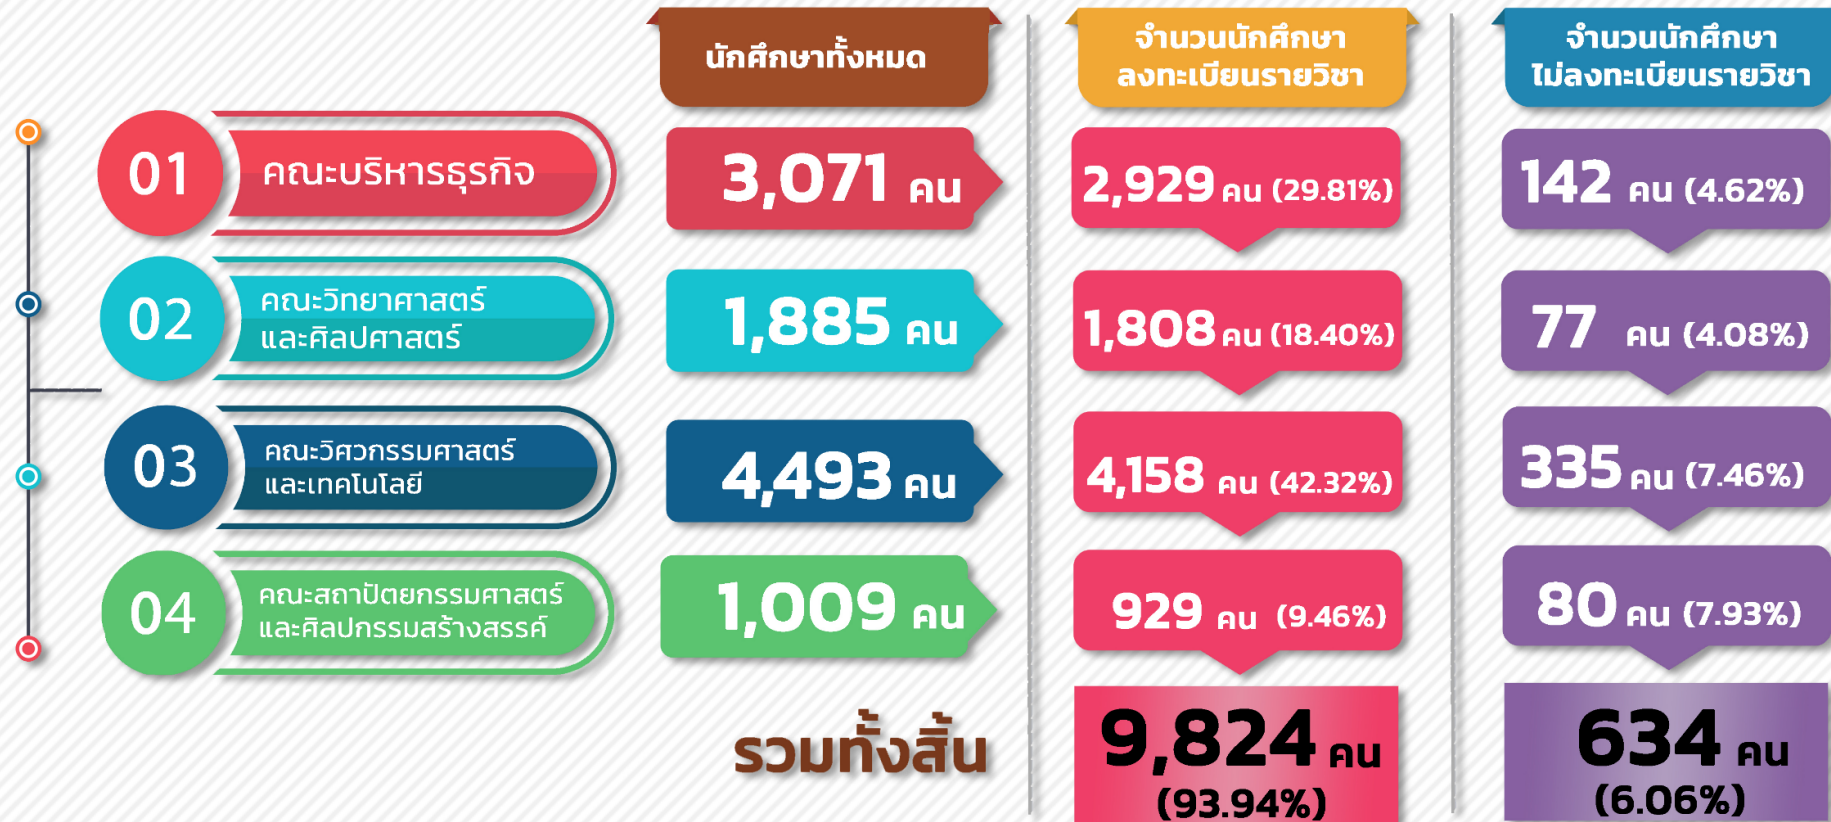 นักศึกษาทั้งหมด
จำนวนนักศึกษา
ลงทะเบียนรายวิชา
จำนวนนักศึกษา
ไม่ลงทะเบียนรายวิชา
01 คณะบริหารธุรกิจ 3,071 คน 2,929 คน (29.81%) 142 คน (4.62%)
02 คณะวิทยาศาสตร์
และศิลปศาสตร์
1,885 คน 1,808 คน (18.40%) 77 คน (4.08%)
03 คณะวิศวกรรมศาสตร์
และเทคโนโลยี
4,493 คน 4,158 คน (42.32%) 335 คน (7.46%)
04 คณะสถาปัตยกรรมศาสตร์
และศิลปกรรมสร้างสรรค์
1,009 คน 929 คน (9.46%) 80 คน (7.93%)
รวมทั้งสิ้น
9,824 คน
(93.94%)
634 คน
(6.06%)